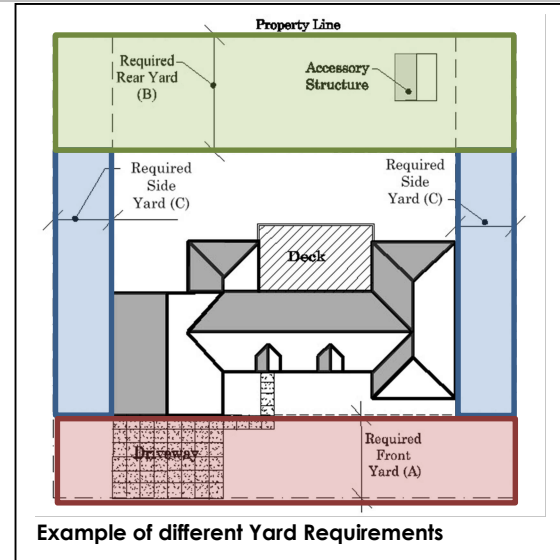 Property Line
Required
Rear Yard
(B)
Accessory
Structure
Required
Side
Yard (C)
Required
Side
Yard (C)
Deck
Driveway
Required
Front
Yard (A)
Example of different Yard Requirements